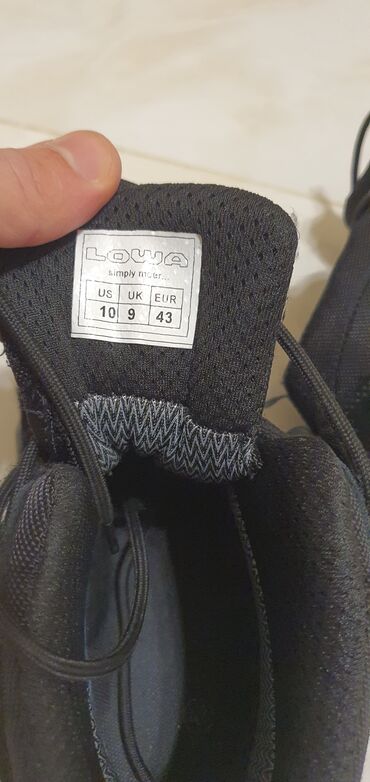 LOWA
simply more...
US UK EUR
10 9 43